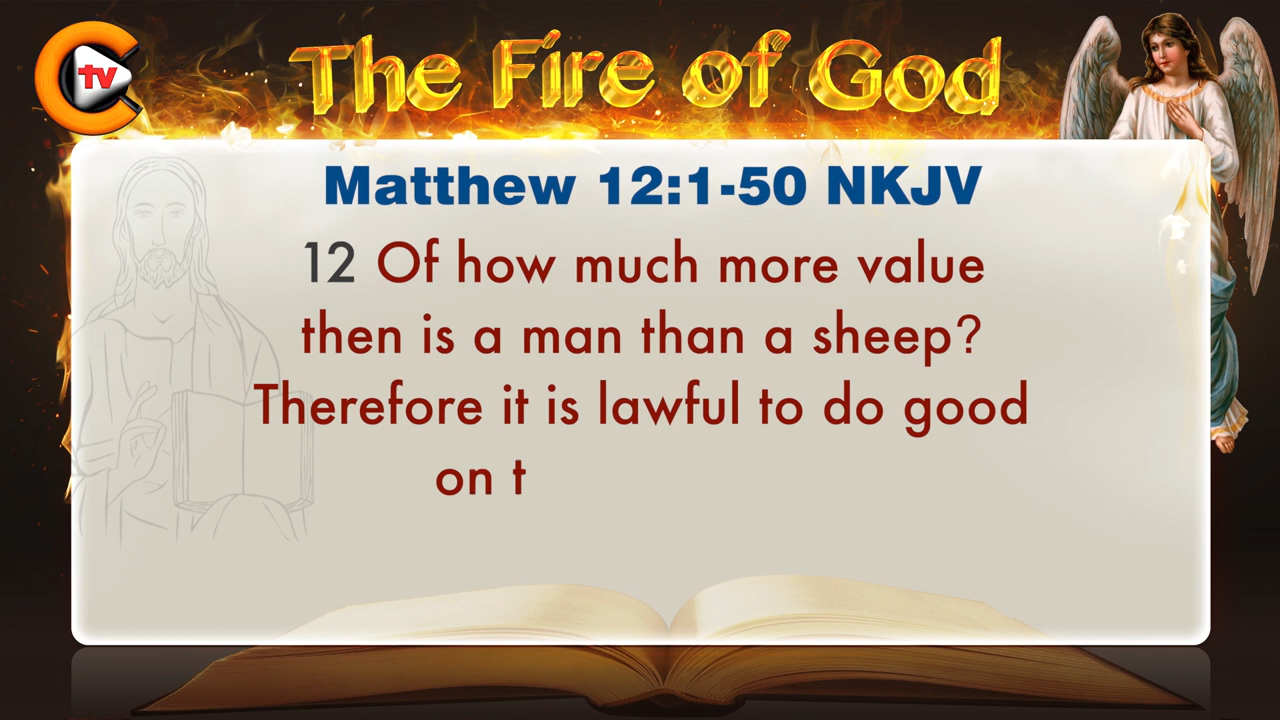 tv
The Fire of God
Matthew 12:1-50 NKJV
12 Of how much more value
then is a man than a sheep?
Therefore it is lawful to do good
on t